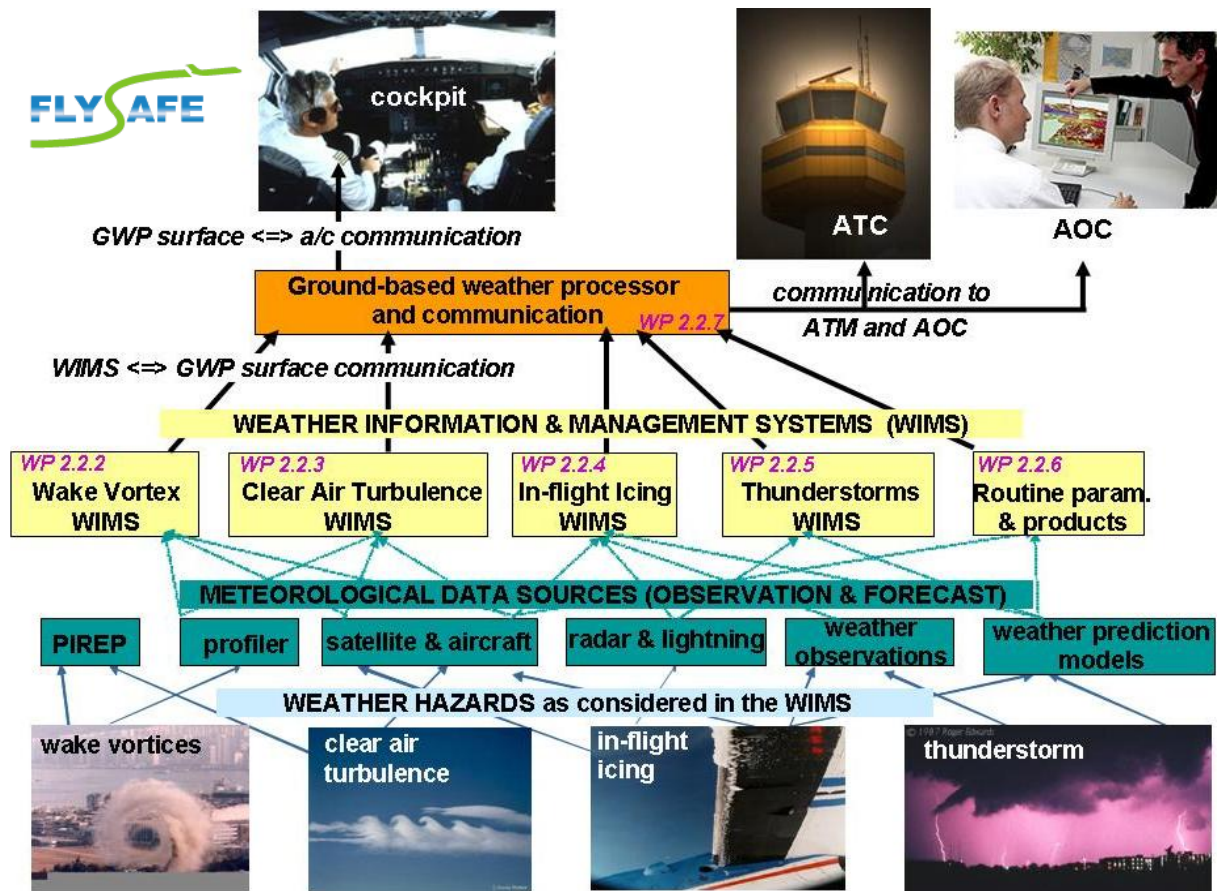 FLYSAFE
cockpit
ATC
AOC
GWP surface <=> a/c communication
Ground-based weather processor
and communication
WP 2.2.7
communication to
ATM and AOC
WIMS <=> GWP surface communication
WEATHER INFORMATION & MANAGEMENT SYSTEMS (WIMS)
WP 2.2.2
Wake Vortex
WIMS
WP 2.2.3
Clear Air Turbulence
WIMS
WP 2.2.4
In-flight Icing
WIMS
WP 2.2.5
Thunderstorms
WIMS
WP 2.2.6
Routine param.
& products
METEOROLOGICAL DATA SOURCES (OBSERVATION & FORECAST)
PIREP
profiler
satellite & aircraft
radar & lightning
weather
observations
weather prediction
models
WEATHER HAZARDS as considered in the WIMS
wake vortices
clear air
turbulence
in-flight
icing
© 1987 Roger Edwards
thunderstorm